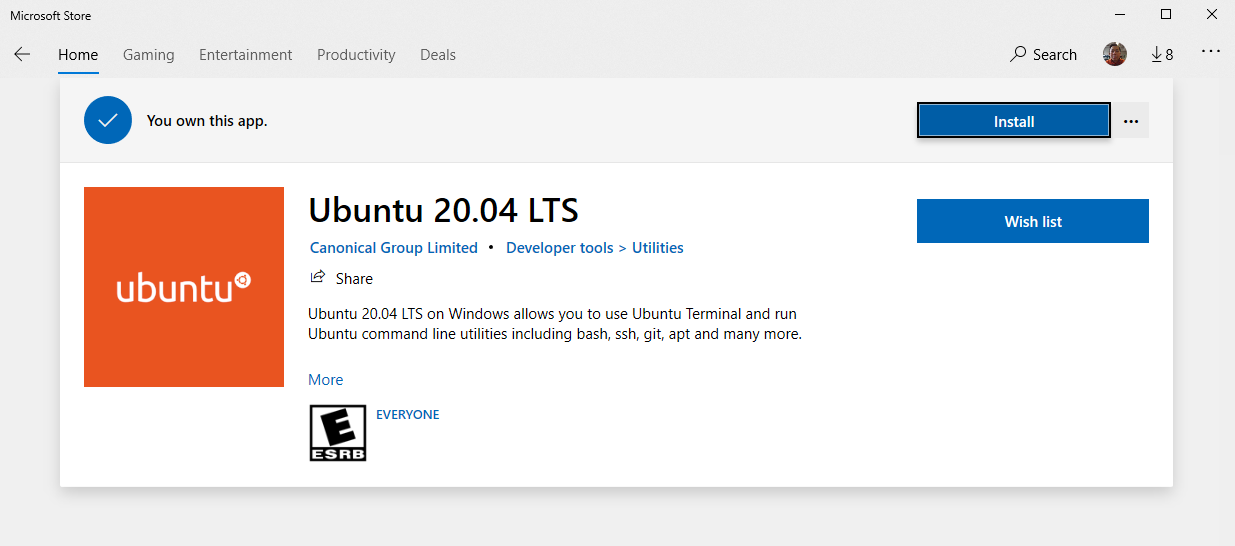 Microsoft Store
Home Gaming Entertainment Productivity Deals Search 8 ...
You own this app. Install ...
ubuntu
Ubuntu 20.04 LTS
Wish list
Canonical Group Limited • Developer tools > Utilities
Share
Ubuntu 20.04 LTS on Windows allows you to use Ubuntu Terminal and run
Ubuntu command line utilities including bash, ssh, git, apt and many more.
More
E
EVERYONE
ESRB